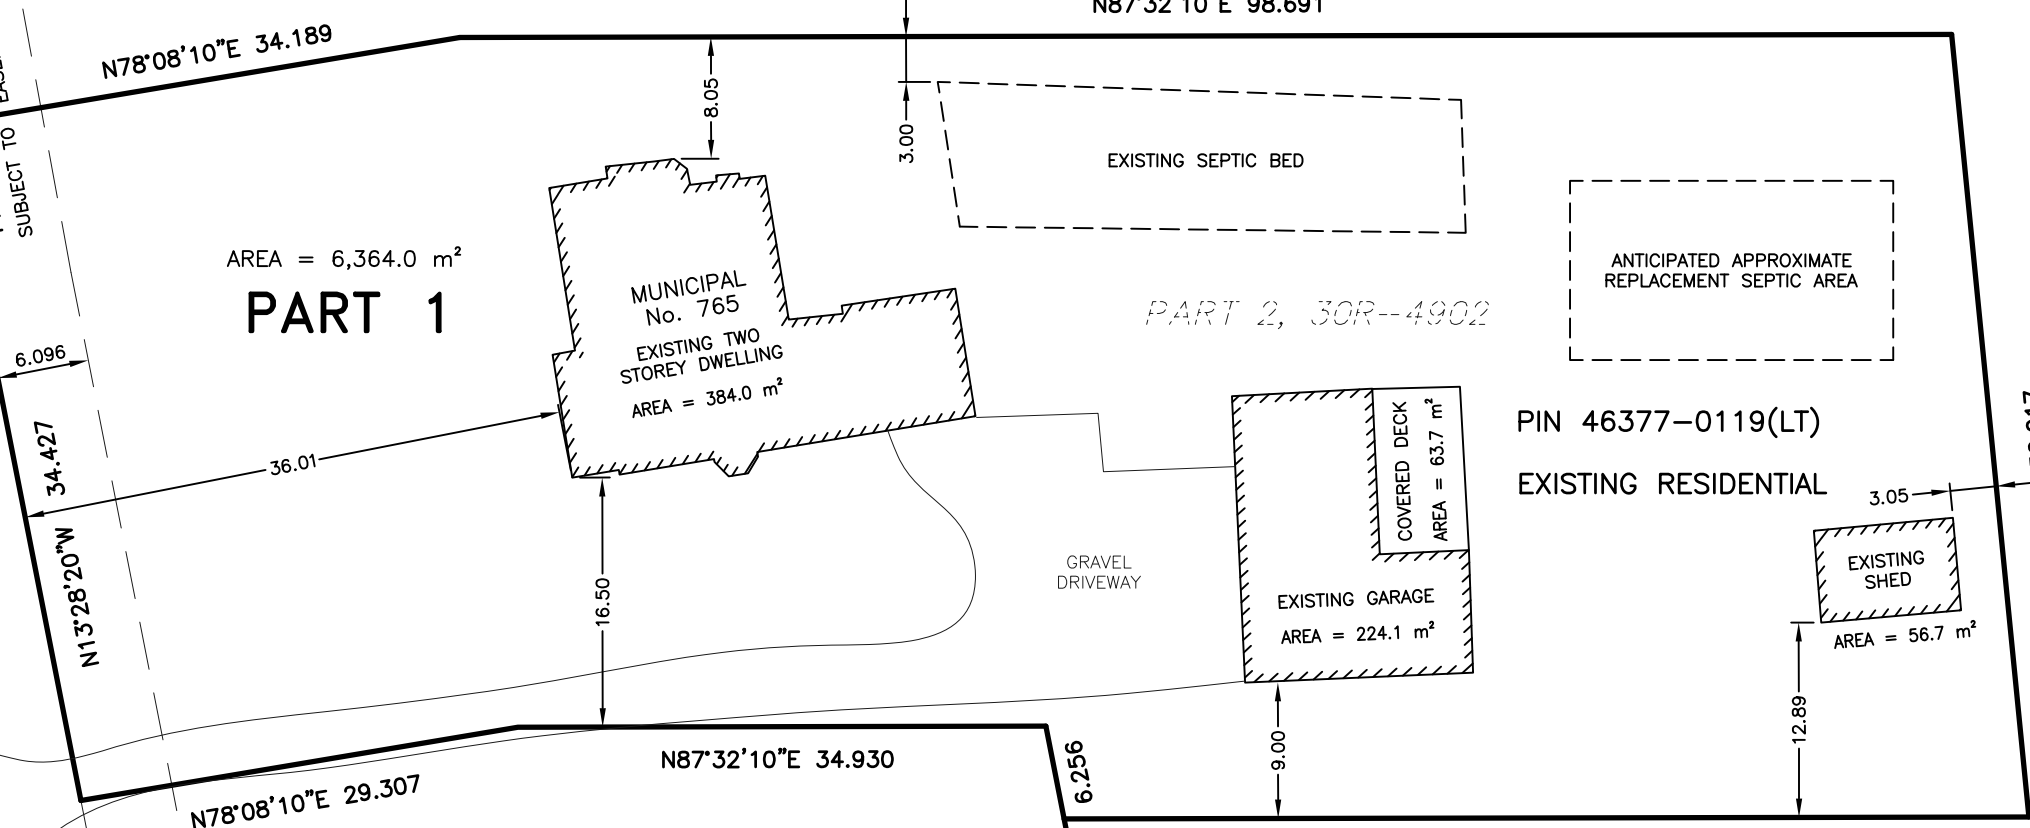 N87°32'10"E 98.691
N78°08'10"E 34.189
SUBJECT TO
8.05
3.00
EXISTING SEPTIC BED
ANTICIPATED APPROXIMATE
REPLACEMENT SEPTIC AREA
AREA = 6,364.0 m²
PART 1
MUNICIPAL
No. 765
EXISTING TWO
STOREY DWELLING
AREA = 384.0 m²
PART 2, 30R-4902
6.096
34.427
N13°28'20"W
36.01
16.50
GRAVEL
DRIVEWAY
COVERED DECK
AREA = 63.7 m²
EXISTING GARAGE
AREA = 224.1 m²
PIN 46377-0119(LT)
EXISTING RESIDENTIAL
3.05
EXISTING
SHED
AREA = 56.7 m²
12.89
9.00
6.256
N87°32'10"E 34.930
N78°08'10"E 29.307